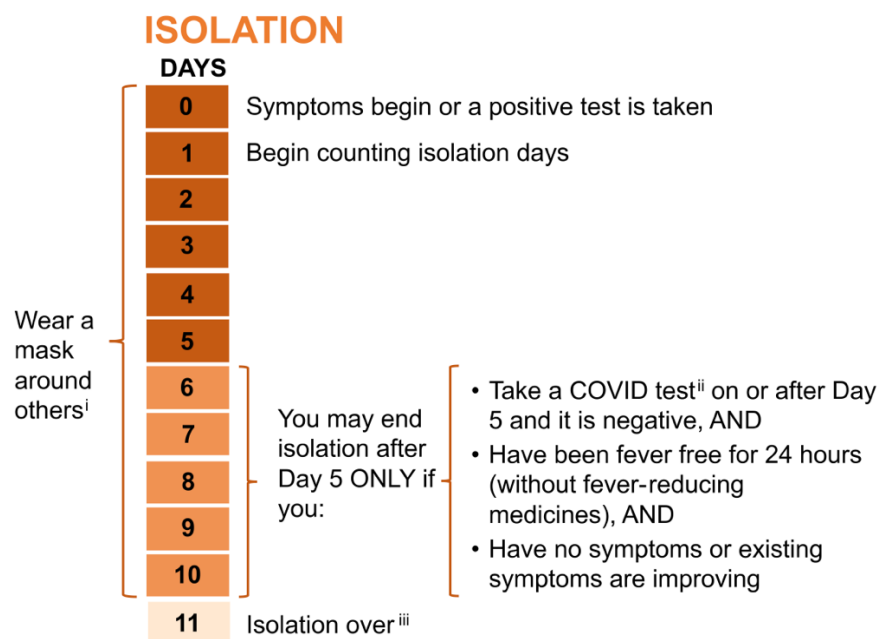 ISOLATION
DAYS
0 Symptoms begin or a positive test is taken
1 Begin counting isolation days
2
3
4
5
Wear a
mask
around
othersⁱ
6
7
8
9
10
You may end
isolation after
Day 5 ONLY if
you:
• Take a COVID testⁱⁱ on or after Day
5 and it is negative, AND
• Have been fever free for 24 hours
(without fever-reducing
medicines), AND
• Have no symptoms or existing
symptoms are improving
11 Isolation over ⁱⁱⁱ